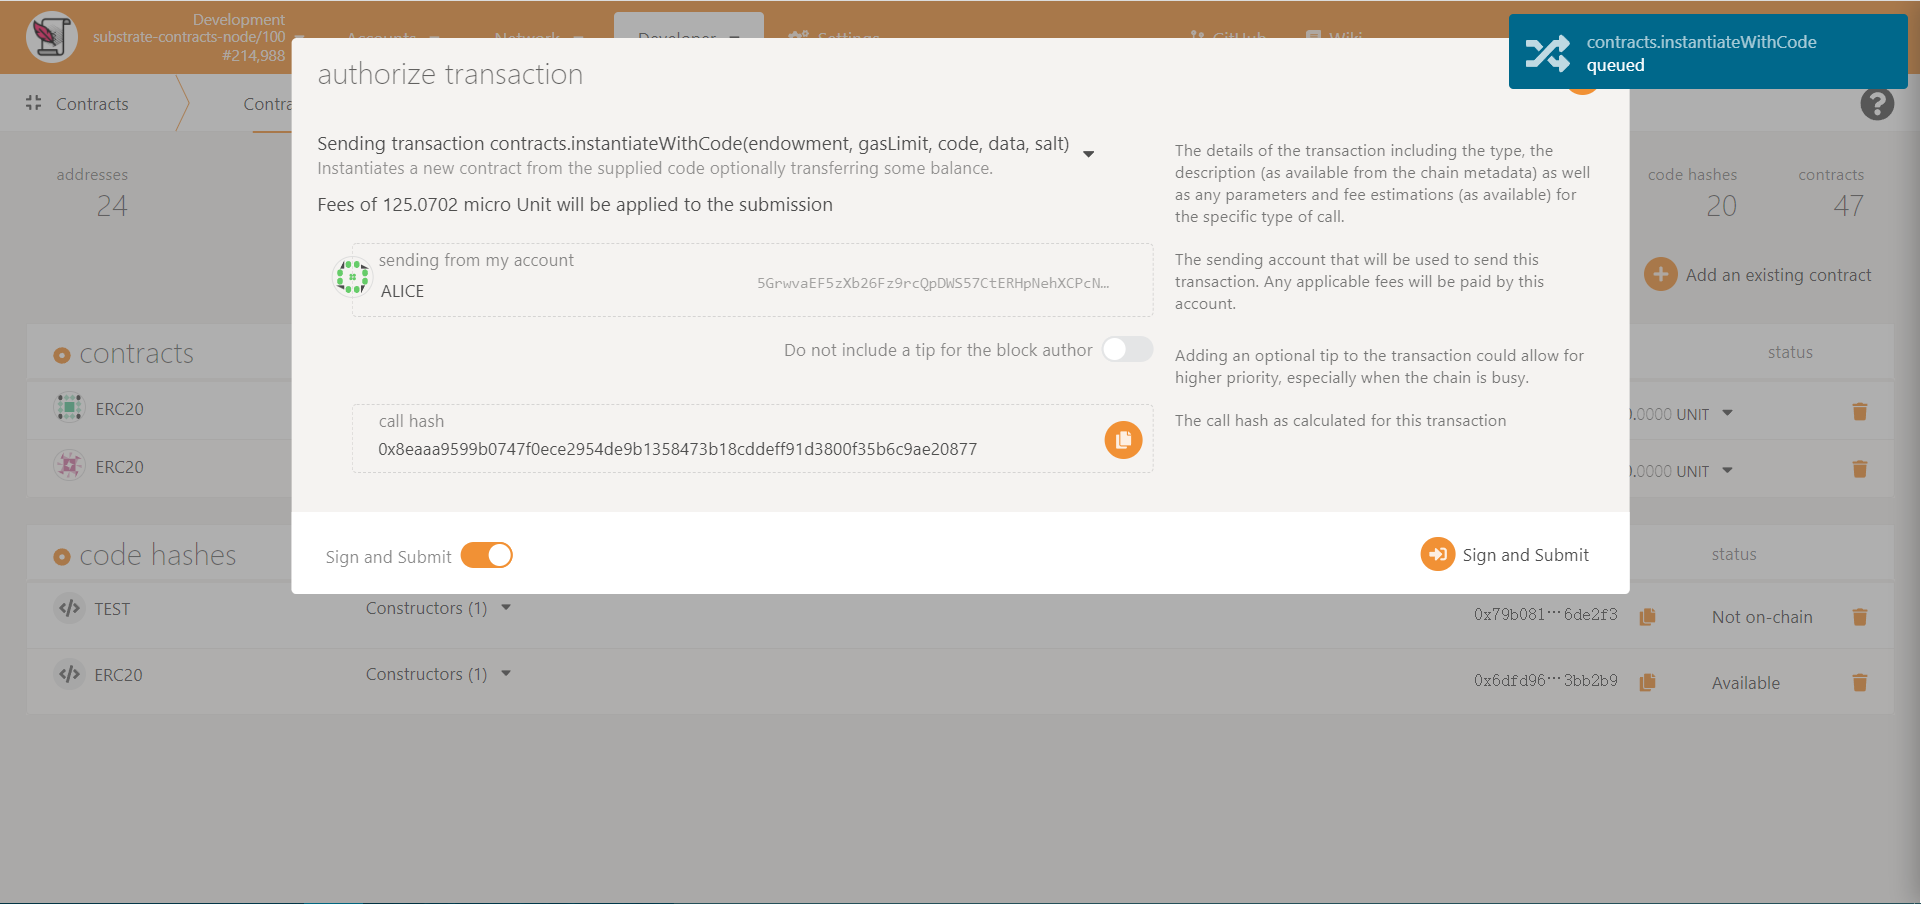 Development
substrate-contracts-node/100
#214,988
Accounts
Network
Developer
Settings
GitHub
Wiki
contracts.instantiateWithCode
queued
Contracts
Contra
addresses
24
code hashes
20
contracts
47
Add an existing contract
authorize transaction
Sending transaction contracts.instantiateWithCode(endowment, gasLimit, code, data, salt)
Instantiates a new contract from the supplied code optionally transferring some balance.
Fees of 125.0702 micro Unit will be applied to the submission
The details of the transaction including the type, the
description (as available from the chain metadata) as well
as any parameters and fee estimations (as available) for
the specific type of call.
sending from my account
ALICE
5GrwvaEF5zXb26Fz9rcQpDWS57CtERHpNehXCPcN…
The sending account that will be used to send this
transaction. Any applicable fees will be paid by this
account.
Do not include a tip for the block author
Adding an optional tip to the transaction could allow for
higher priority, especially when the chain is busy.
call hash
0x8eaaa9599b0747f0ece2954de9b1358473b18cddeff91d3800f35b6c9ae20877
The call hash as calculated for this transaction
Sign and Submit
Sign and Submit
contracts
status
ERC20
.0000 UNIT
ERC20
.0000 UNIT
code hashes
status
TEST
Constructors (1)
0x79b081…6de2f3
Not on-chain
ERC20
Constructors (1)
0x6dfd96…3bb2b9
Available